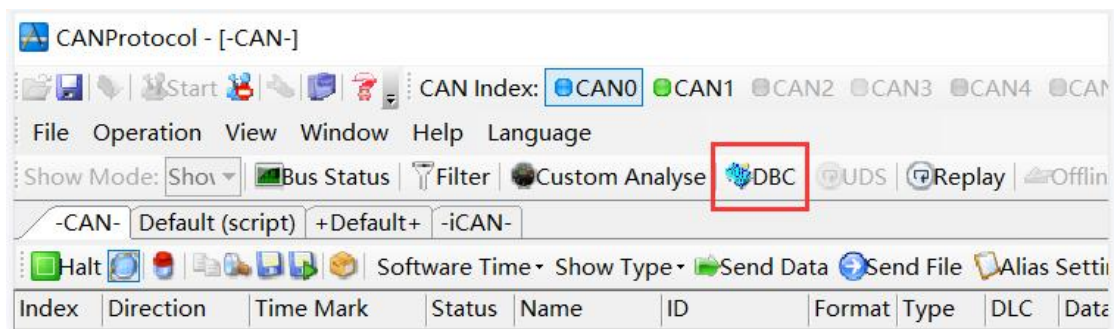 CANProtocol - [-CAN-]
Start CAN Index: CAN0 CAN1 CAN2 CAN3 CAN4
File Operation View Window Help Language
Show Mode: Bus Status Filter Custom Analyse DBC UDS Replay
-CAN- Default (script) +Default+ -iCAN-
Halt Software Time Show Type Send Data Send File Alias
Index Direction Time Mark Status Name ID Format Type DLC Data